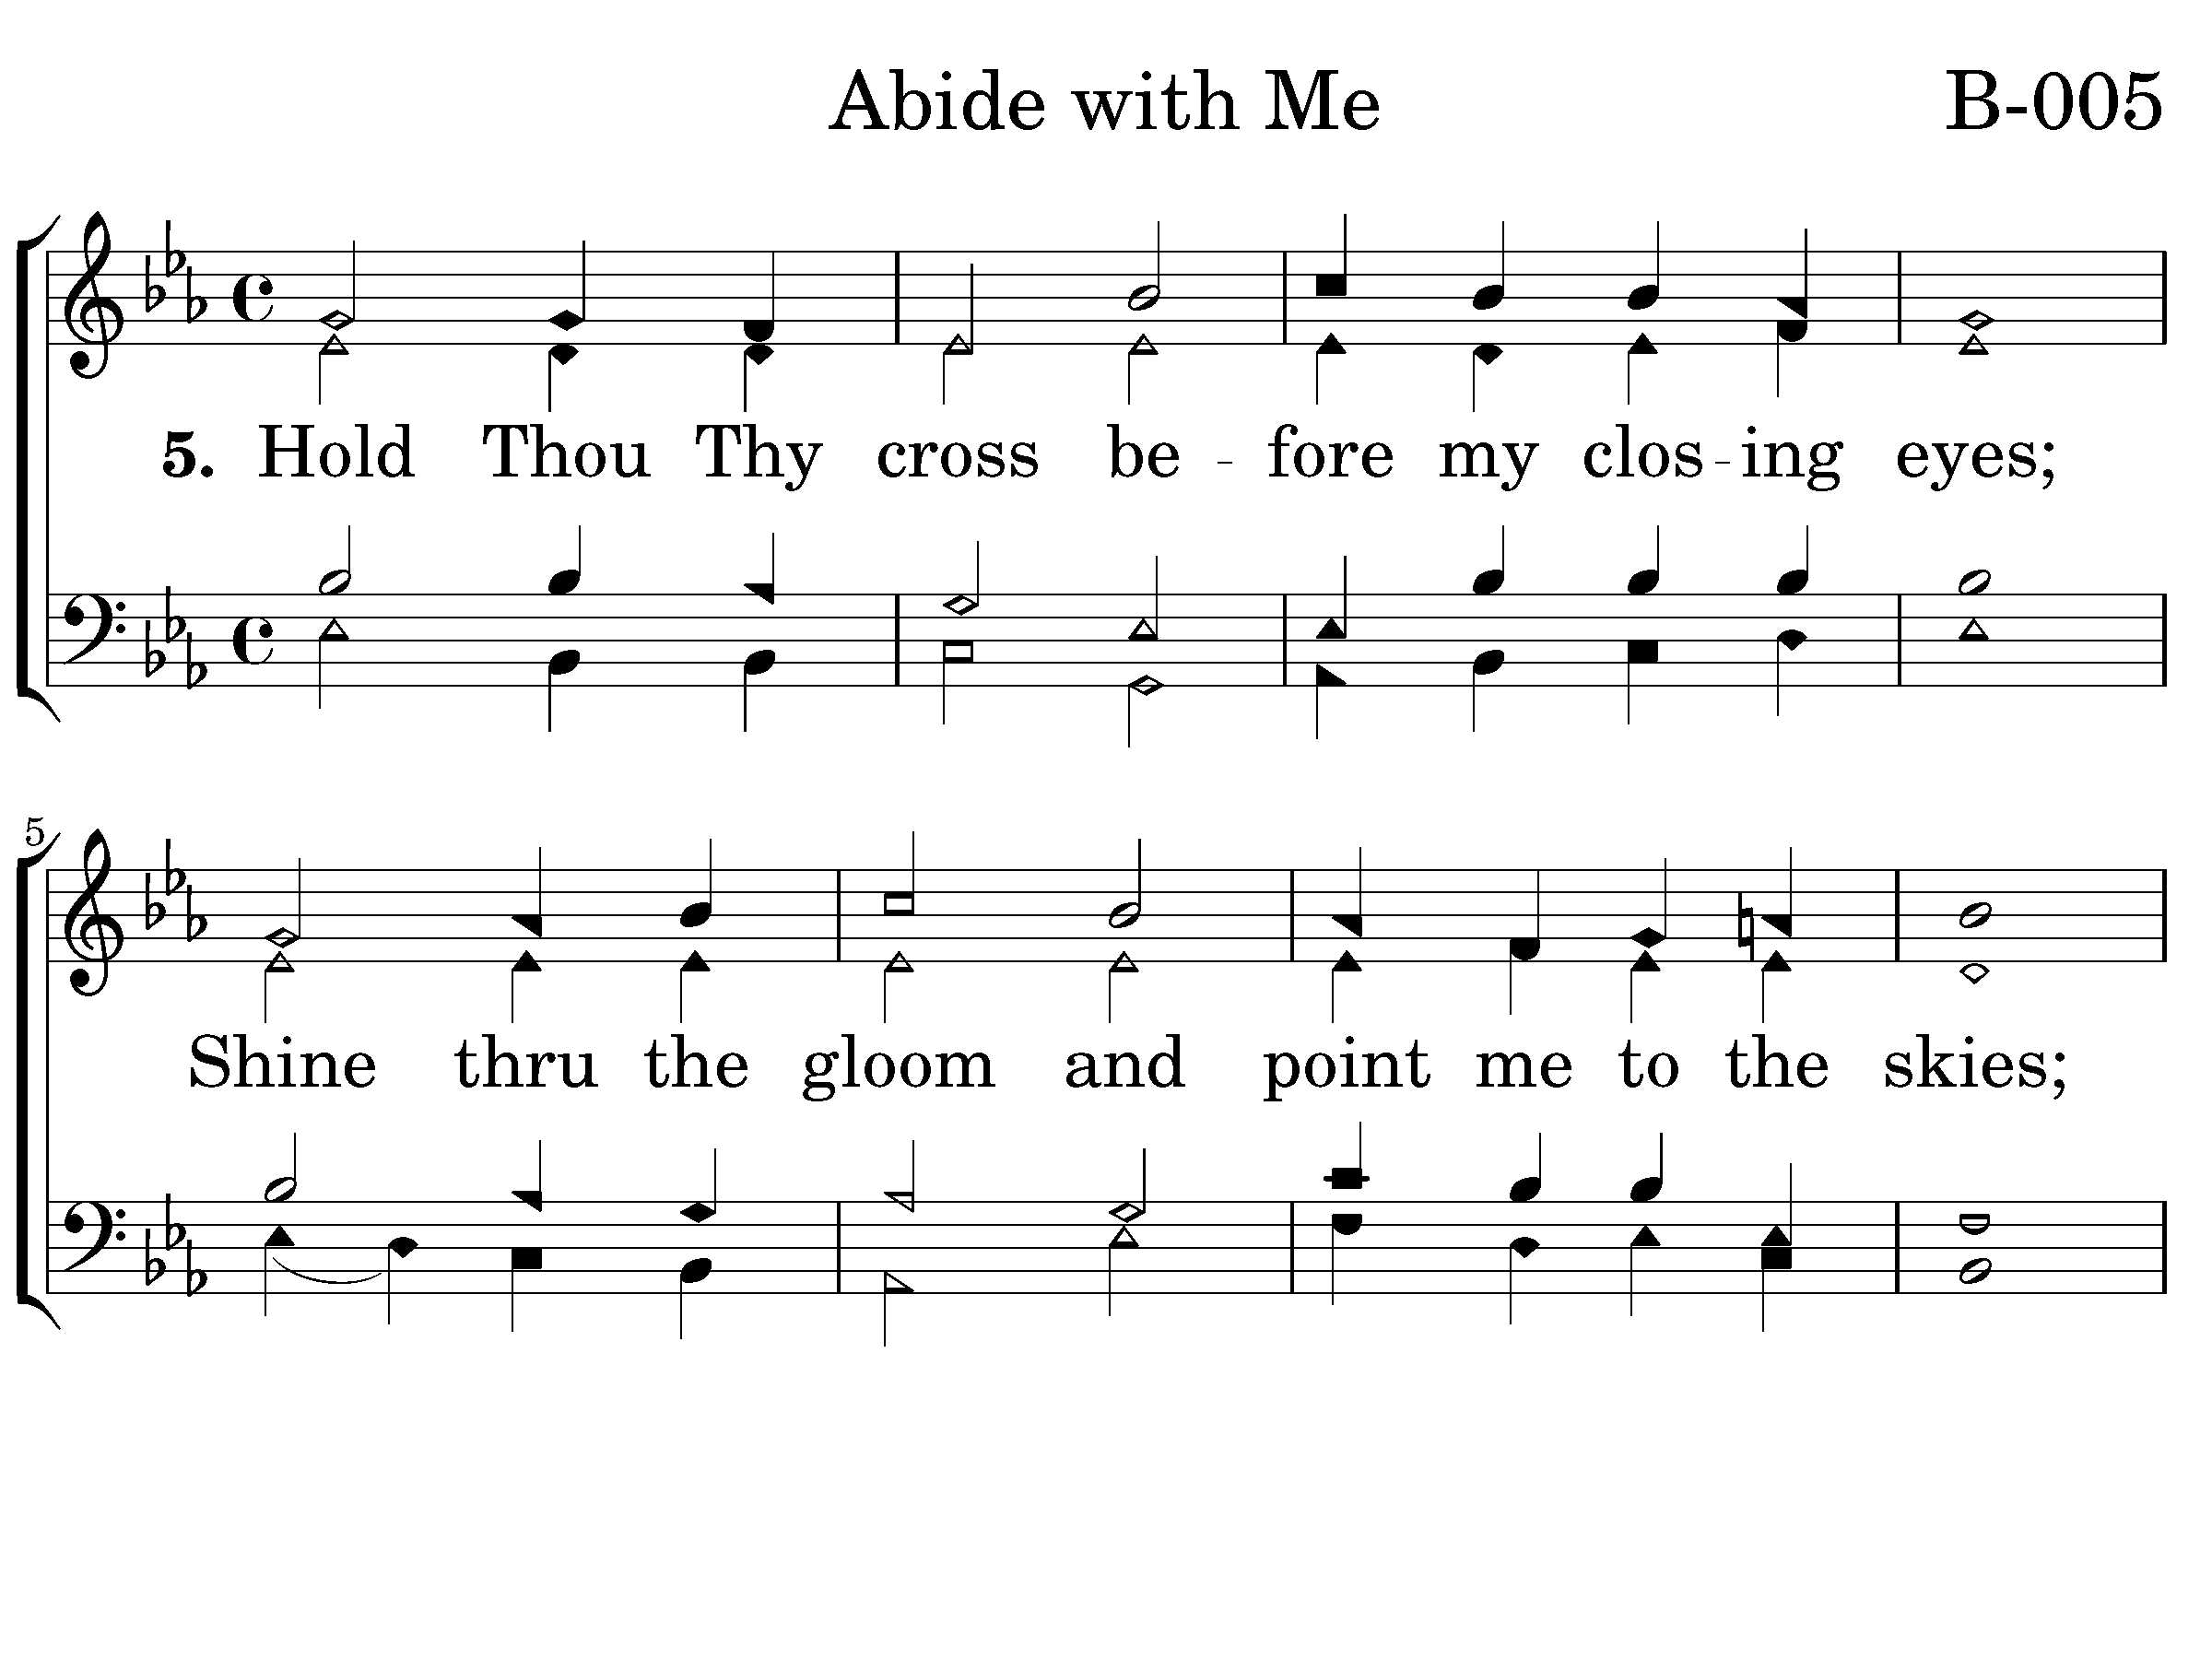 Abide with Me B-005
5. Hold Thou Thy cross be - fore my clos - ing eyes;
5
Shine thru the gloom and point me to the skies;